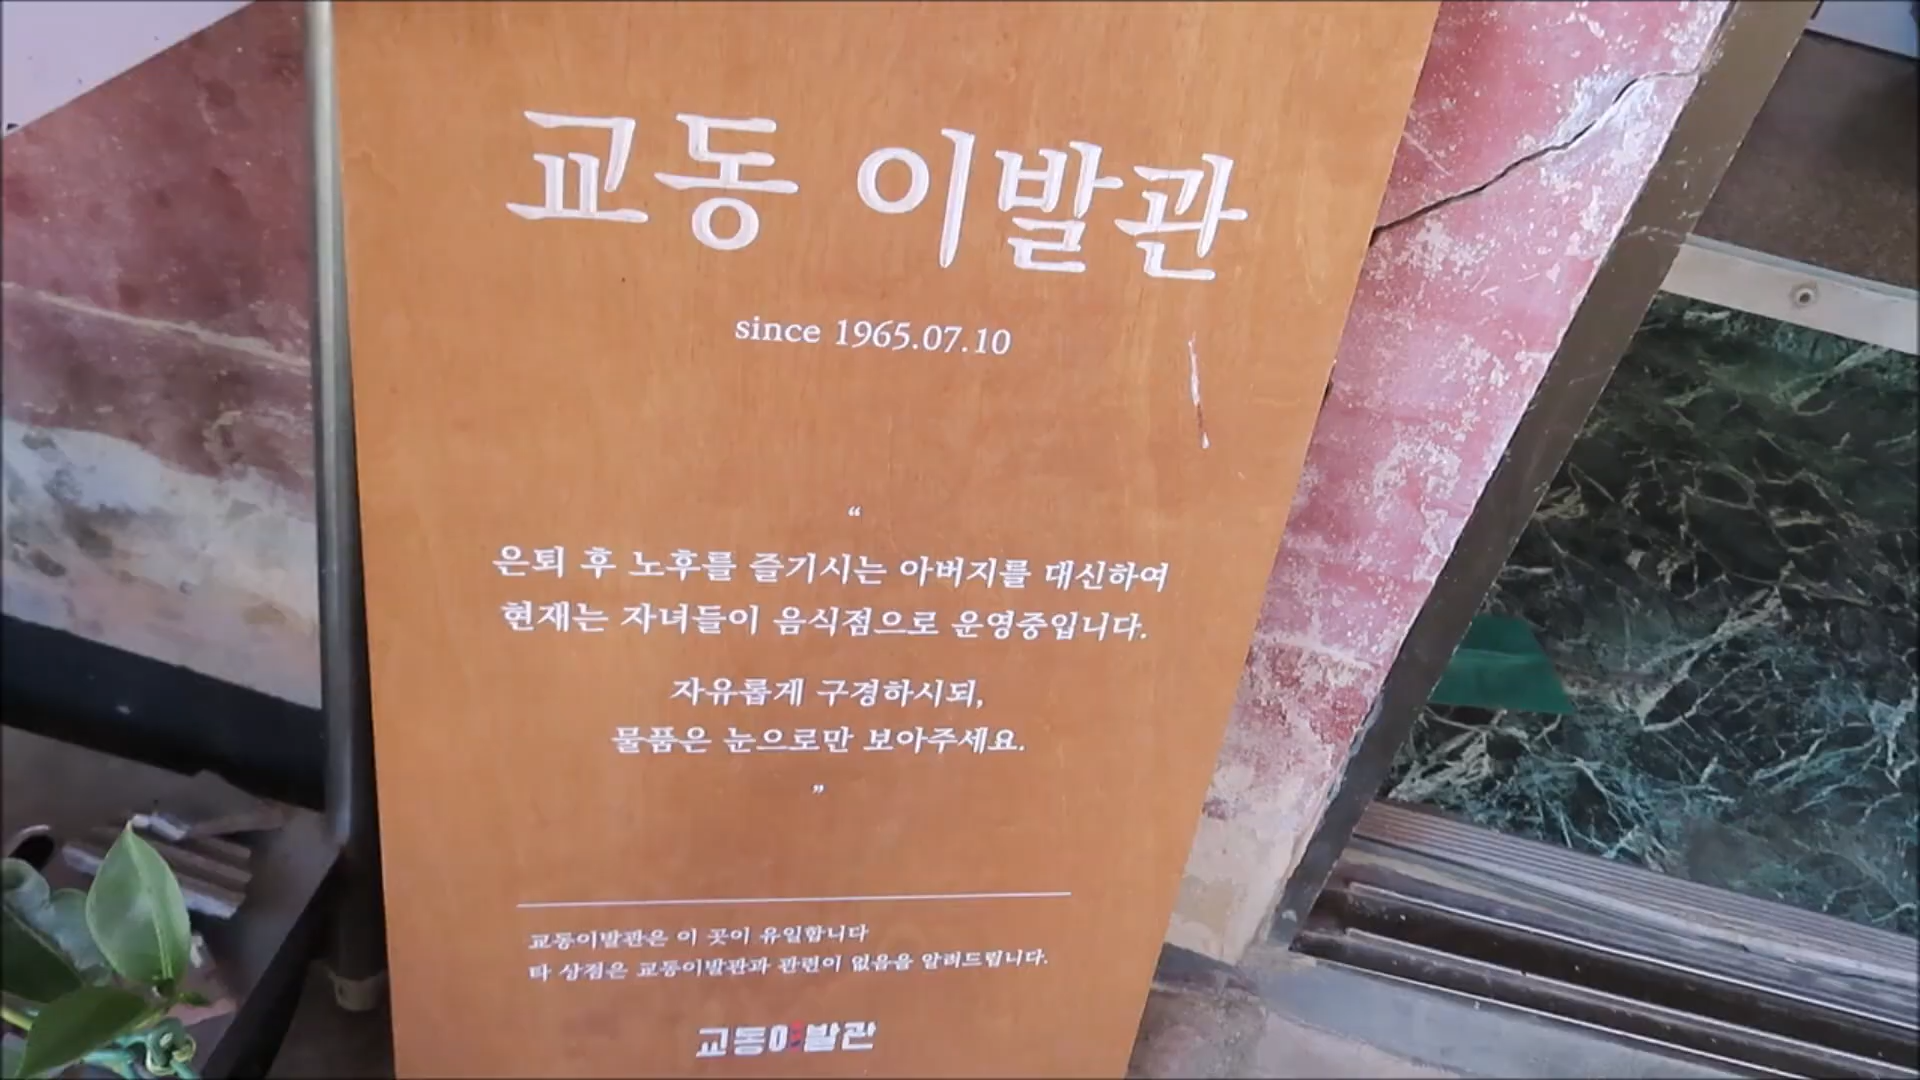 교동 이발관
since 1965.07.10
“
은퇴 후 노후를 즐기시는 아버지를 대신하여
현재는 자녀들이 음식점으로 운영중입니다.
자유롭게 구경하시되,
물품은 눈으로만 보아주세요.
”
교동이발관은 이 곳이 유일합니다
타 상점은 교동이발관과 관련이 없음을 알려드립니다.
교동이발관